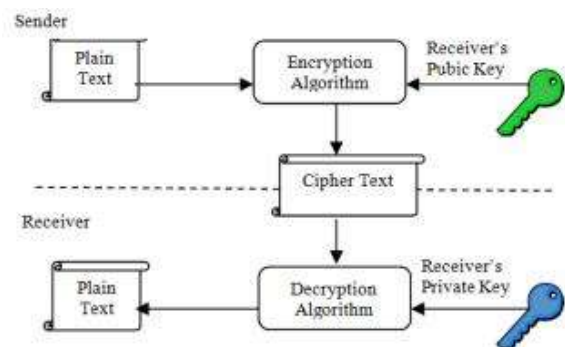 Sender
Plain
Text
Encryption
Algorithm
Receiver's
Pubic Key
Cipher Text
Receiver
Plain
Text
Decryption
Algorithm
Receiver's
Private Key